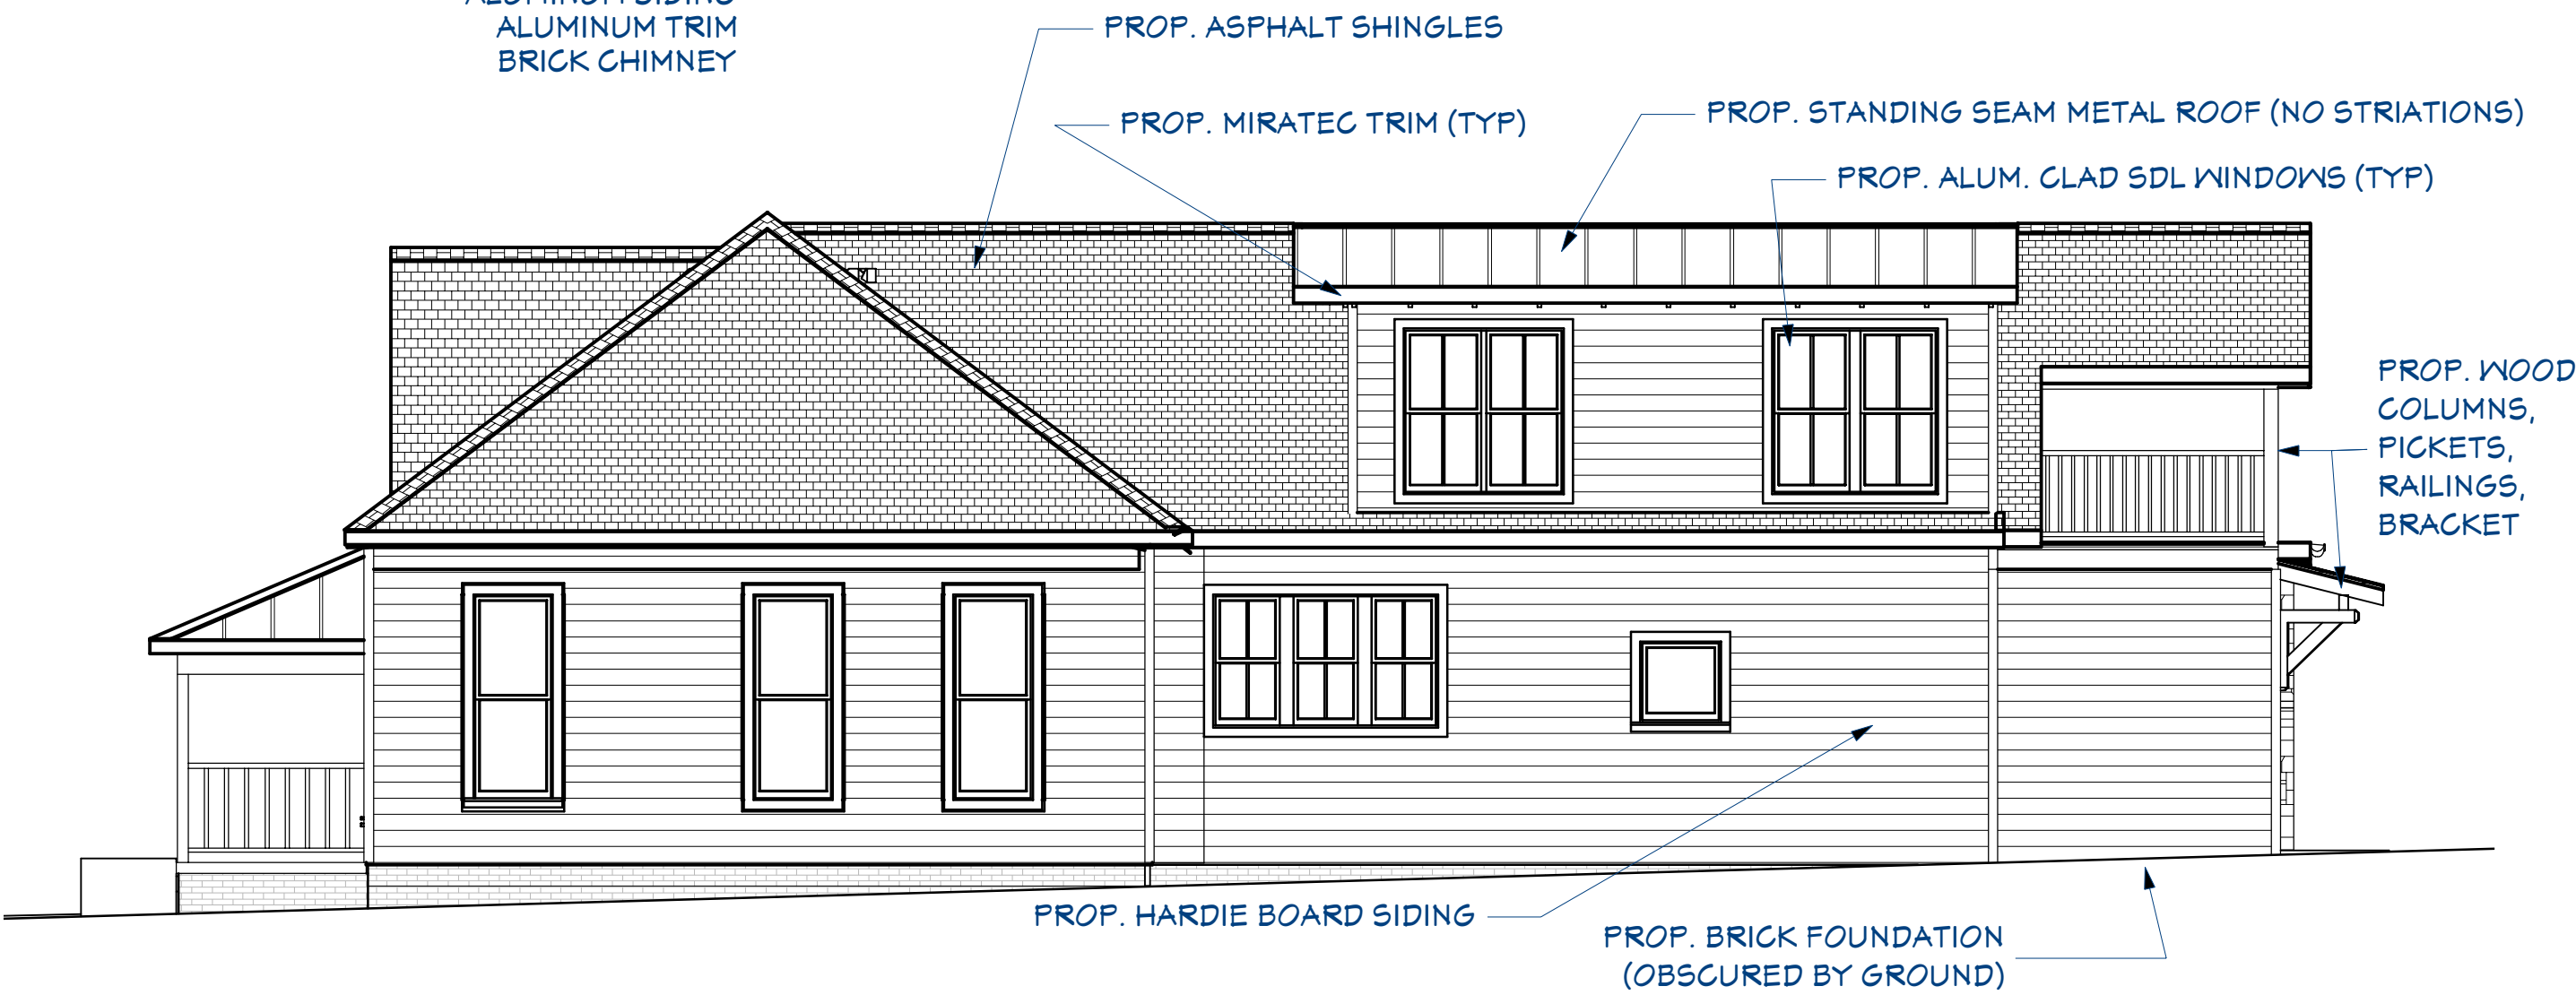 ALUMINUM SIDING
ALUMINUM TRIM
BRICK CHIMNEY
PROP. ASPHALT SHINGLES
PROP. MIRATEC TRIM (TYP)
PROP. STANDING SEAM METAL ROOF (NO STRIATIONS)
PROP. ALUM. CLAD SDL WINDOWS (TYP)
PROP. WOOD
COLUMNS,
PICKETS,
RAILINGS,
BRACKET
PROP. HARDIE BOARD SIDING
PROP. BRICK FOUNDATION
(OBSCURED BY GROUND)